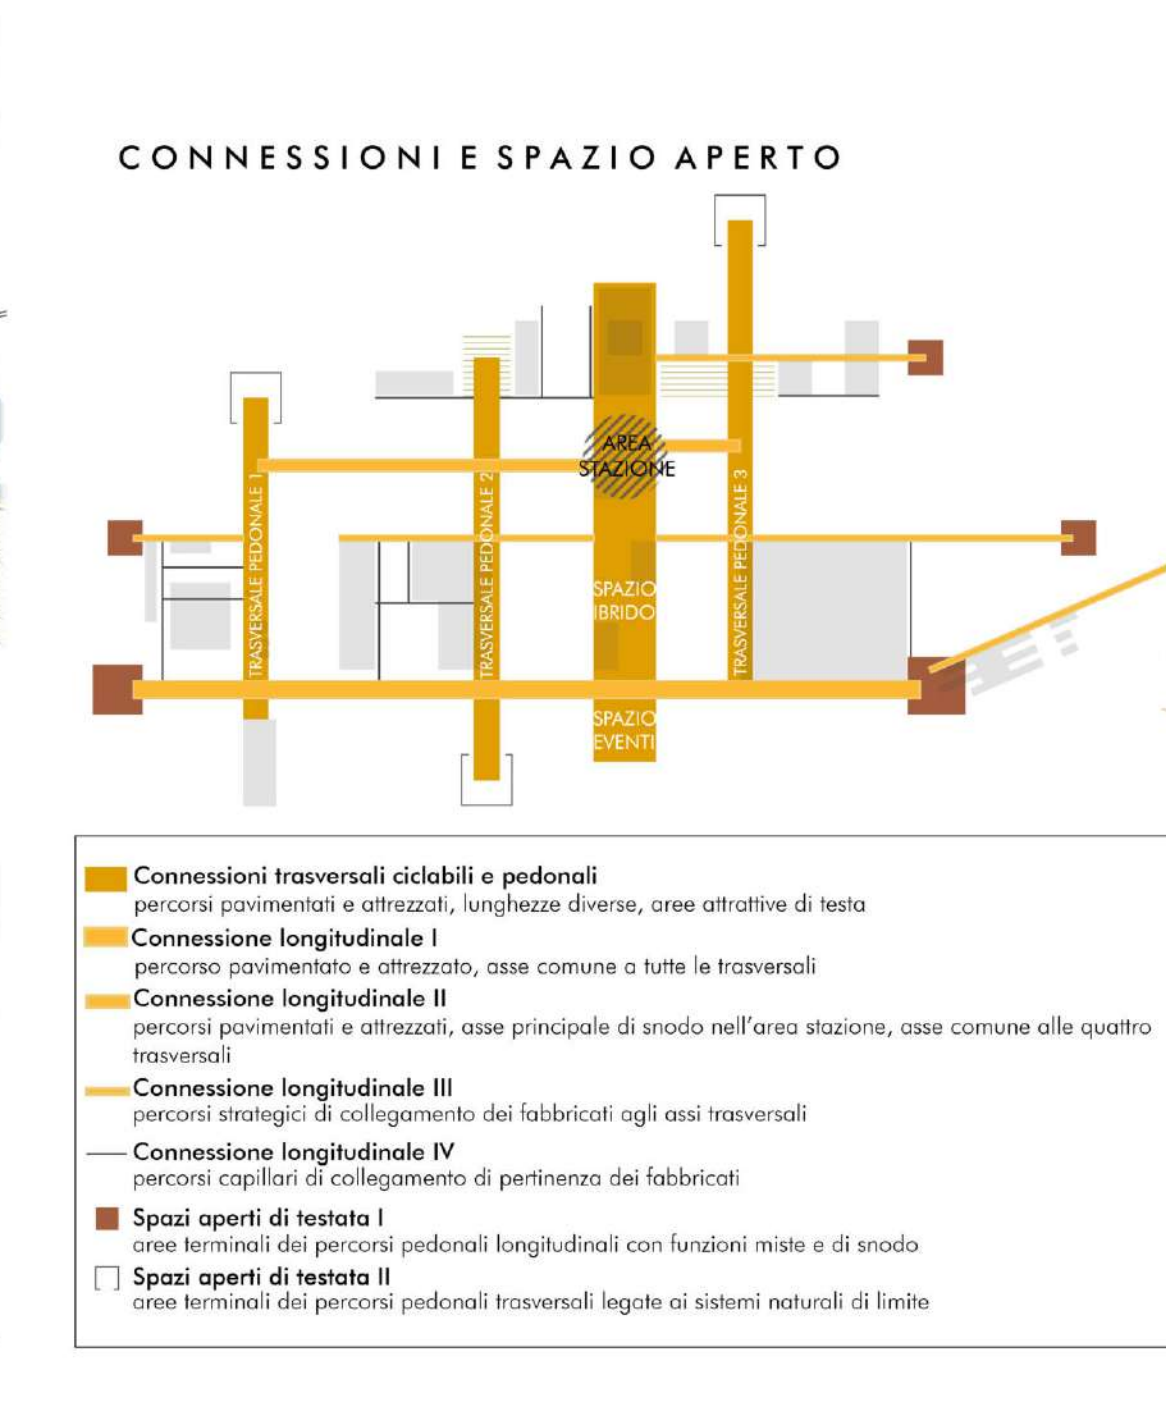 CONNESSIONI E SPAZIO APERTO
AREA
STAZIONE
TRASVERSALE PEDONALE 1
TRASVERSALE PEDONALE 2
TRASVERSALE PEDONALE 3
SPAZIO
IBRIDO
SPAZIO
EVENTI
Connessioni trasversali ciclabili e pedonali
percorsi pavimentati e attrezzati, lunghezze diverse, aree attrattive di testa
Connessione longitudinale I
percorso pavimentato e attrezzato, asse comune a tutte le trasversali
Connessione longitudinale II
percorsi pavimentati e attrezzati, asse principale di snodo nell'area stazione, asse comune alle quattro
trasversali
Connessione longitudinale III
percorsi strategici di collegamento dei fabbricati agli assi trasversali
Connessione longitudinale IV
percorsi capillari di collegamento di pertinenza dei fabbricati
Spazi aperti di testata I
aree terminali dei percorsi pedonali longitudinali con funzioni miste e di snodo
Spazi aperti di testata II
aree terminali dei percorsi pedonali trasversali legate ai sistemi naturali di limite